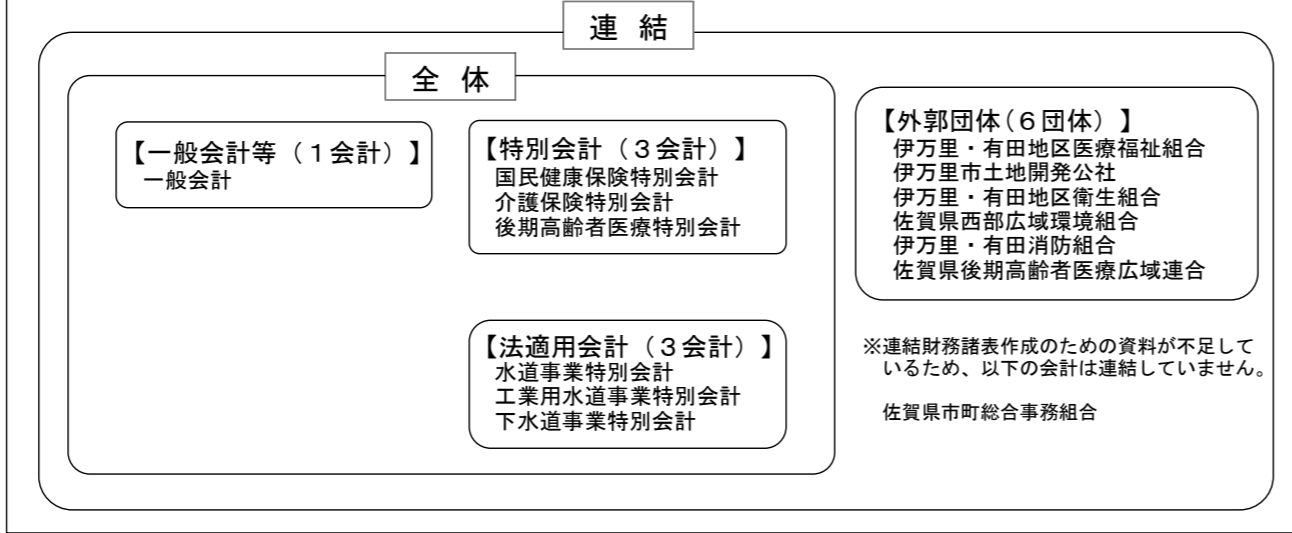 連 結
全 体
【一般会計等（１会計）】
一般会計
【特別会計（３会計）】
国民健康保険特別会計
介護保険特別会計
後期高齢者医療特別会計
【法適用会計（３会計）】
水道事業特別会計
工業用水道事業特別会計
下水道事業特別会計
【外郭団体（６団体）】
伊万里・有田地区医療福祉組合
伊万里市土地開発公社
伊万里・有田地区衛生組合
佐賀県西部広域環境組合
伊万里・有田消防組合
佐賀県後期高齢者医療広域連合
※連結財務諸表作成のための資料が不足して
いるため、以下の会計は連結していません。
佐賀県市町総合事務組合